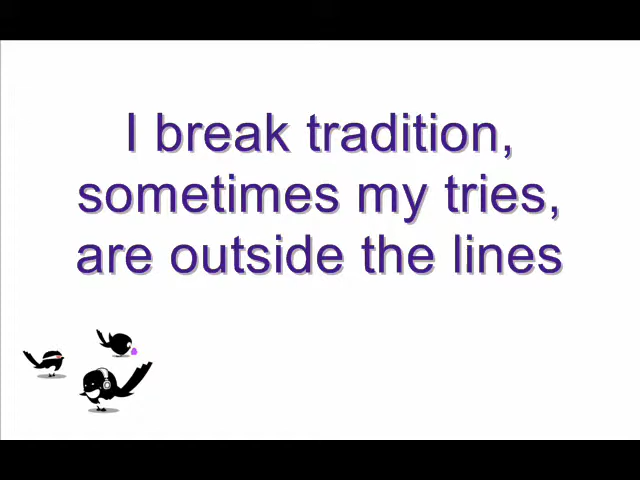 I break tradition,
sometimes my tries,
are outside the lines